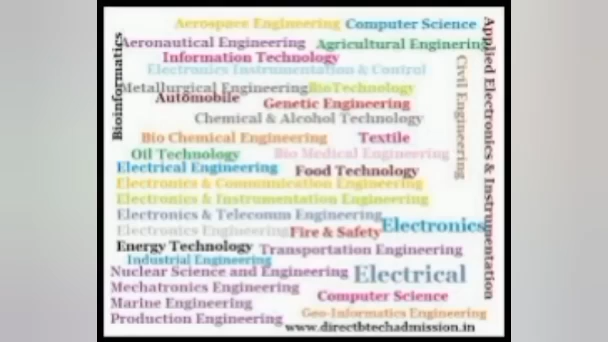 Aerospace Engineering
Computer Science
Aeronautical Engineering
Agricultural Enginering
Information Technology
Electronics Instrumentation & Control
Metallurgical Engineering
BioTechnology
Automobile
Genetic Engineering
Chemical & Alcohol Technology
Bio Chemical Engineering
Textile
Oil Technology
Bio Medical Engineering
Electrical Engineering
Food Technology
Electronics & Communication Engineering
Electronics & Instrumentation Engineering
Electronics & Telecomm Engineering
Electronics
Electronics Engineering
Fire & Safety
Energy Technology
Transportation Engineering
Industrial Engineering
Nuclear Science and Engineering
Electrical
Mechatronics Engineering
Computer Science
Marine Engineering
Geo-Informatics Engineering
Production Engineering
www.directbtechadmission.in
Bioinformatics
Civil Engineering
Applied Electronics & Instrumentation